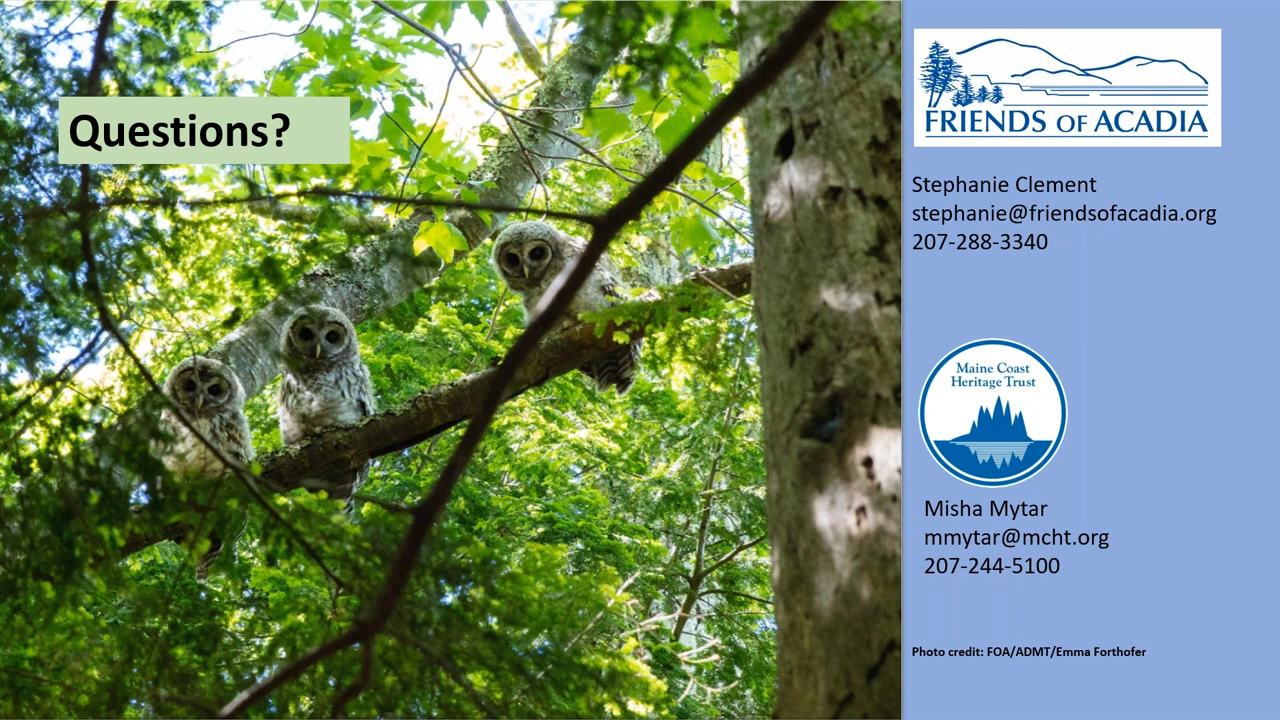 Questions?
FRIENDS OF ACADIA
Stephanie Clement
stephanie@friendsofacadia.org
207-288-3340
Maine Coast
Heritage Trust
Misha Mytar
mmytar@mcht.org
207-244-5100
Photo credit: FOA/ADMT/Emma Forthofer